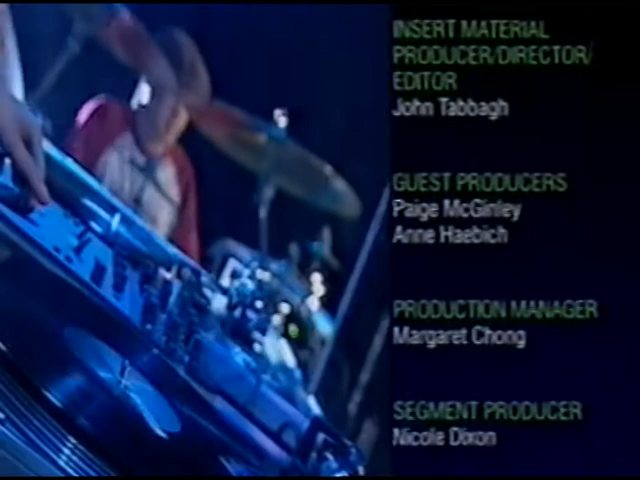 INSERT MATERIAL
PRODUCER/DIRECTOR/
EDITOR
John Tabbagh
GUEST PRODUCERS
Paige McGinley
Anne Haebich
PRODUCTION MANAGER
Margaret Chong
SEGMENT PRODUCER
Nicole Dixon